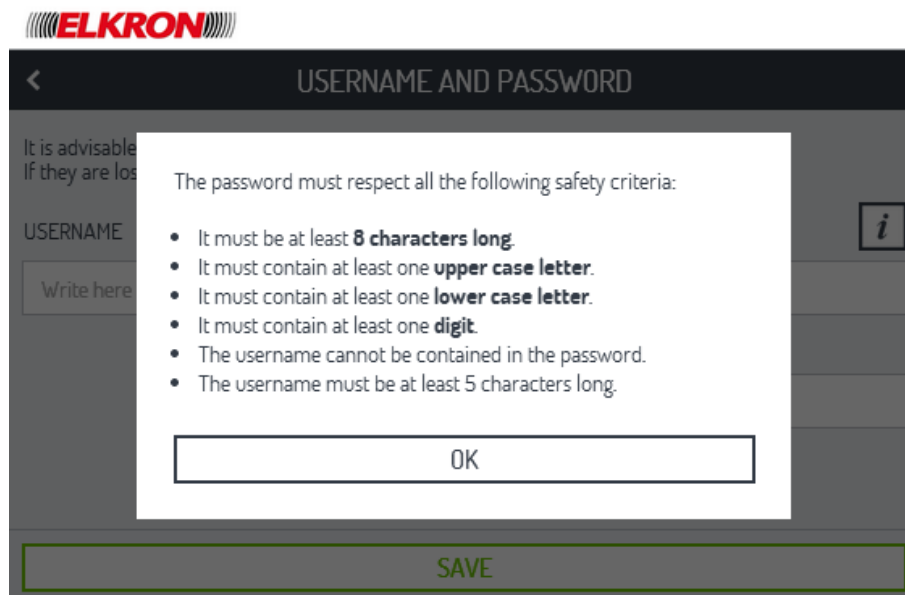 ELKRON
USERNAME AND PASSWORD
It is advisable
If they are los
The password must respect all the following safety criteria:
USERNAME
i
• It must be at least 8 characters long.
• It must contain at least one upper case letter.
Write here
• It must contain at least one lower case letter.
• It must contain at least one digit.
• The username cannot be contained in the password.
• The username must be at least 5 characters long.
OK
SAVE